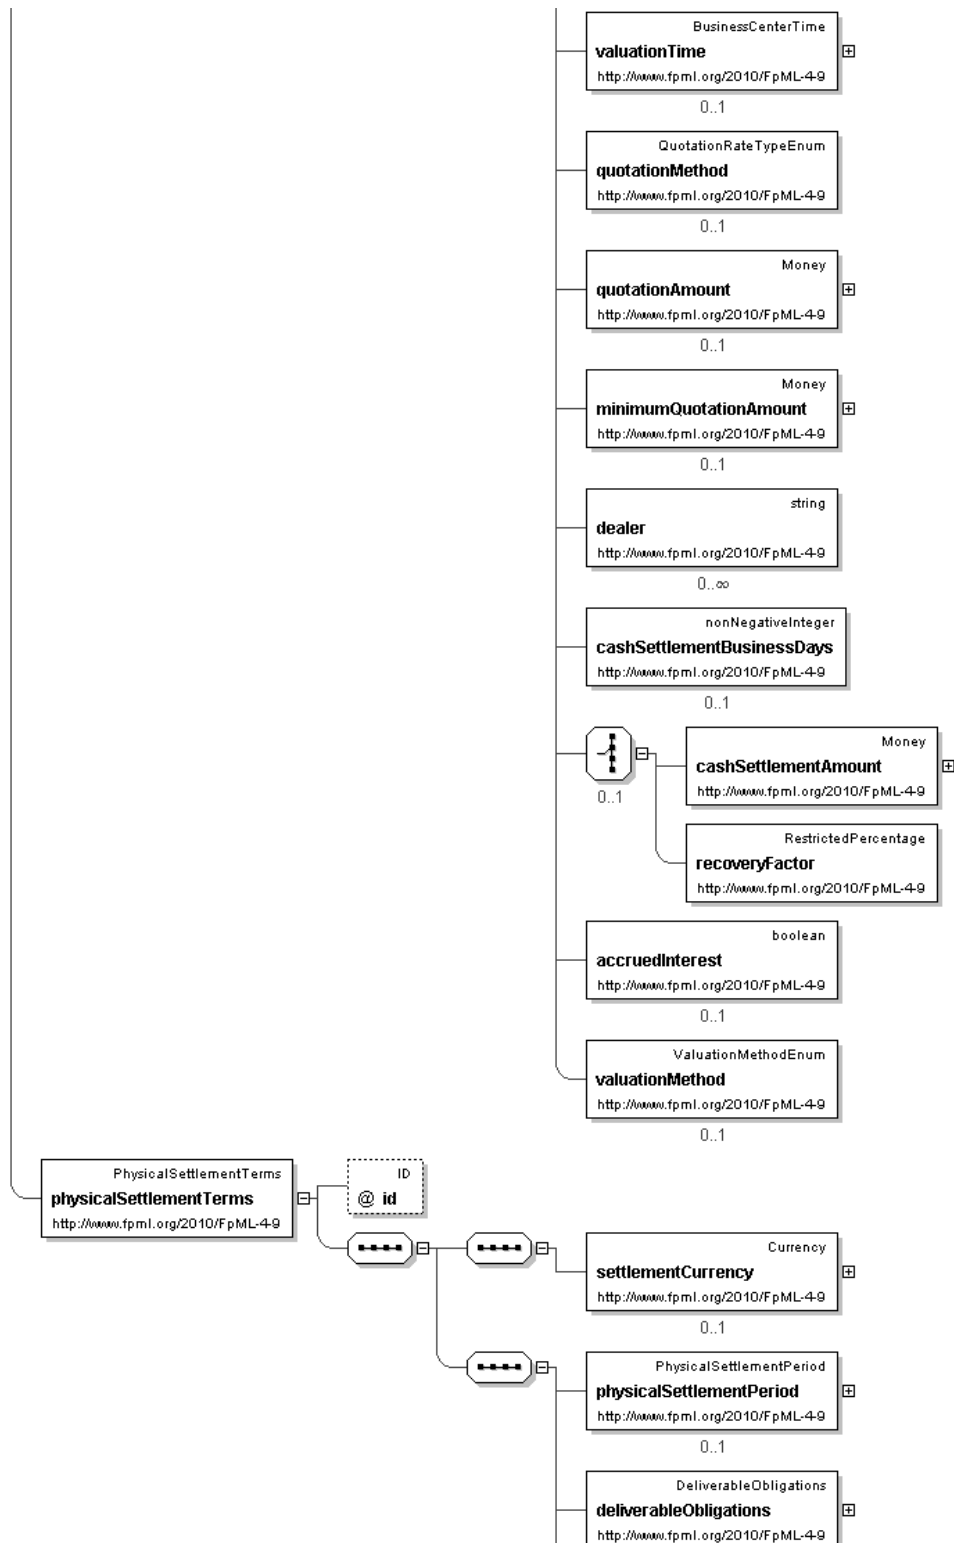 BusinessCenterTime
valuationTime
http://www.fpml.org/2010/FpML-4-9
0..1
QuotationRateTypeEnum
quotationMethod
http://www.fpml.org/2010/FpML-4-9
0..1
Money
quotationAmount
http://www.fpml.org/2010/FpML-4-9
0..1
Money
minimumQuotationAmount
http://www.fpml.org/2010/FpML-4-9
0..1
string
dealer
http://www.fpml.org/2010/FpML-4-9
0..∞
nonNegativeInteger
cashSettlementBusinessDays
http://www.fpml.org/2010/FpML-4-9
0..1
0..1
Money
cashSettlementAmount
http://www.fpml.org/2010/FpML-4-9
RestrictedPercentage
recoveryFactor
http://www.fpml.org/2010/FpML-4-9
boolean
accruedInterest
http://www.fpml.org/2010/FpML-4-9
0..1
ValuationMethodEnum
valuationMethod
http://www.fpml.org/2010/FpML-4-9
0..1
PhysicalSettlementTerms
physicalSettlementTerms
http://www.fpml.org/2010/FpML-4-9
ID
@ id
Currency
settlementCurrency
http://www.fpml.org/2010/FpML-4-9
0..1
PhysicalSettlementPeriod
physicalSettlementPeriod
http://www.fpml.org/2010/FpML-4-9
0..1
DeliverableObligations
deliverableObligations
http://www.fpml.org/2010/FpML-4-9